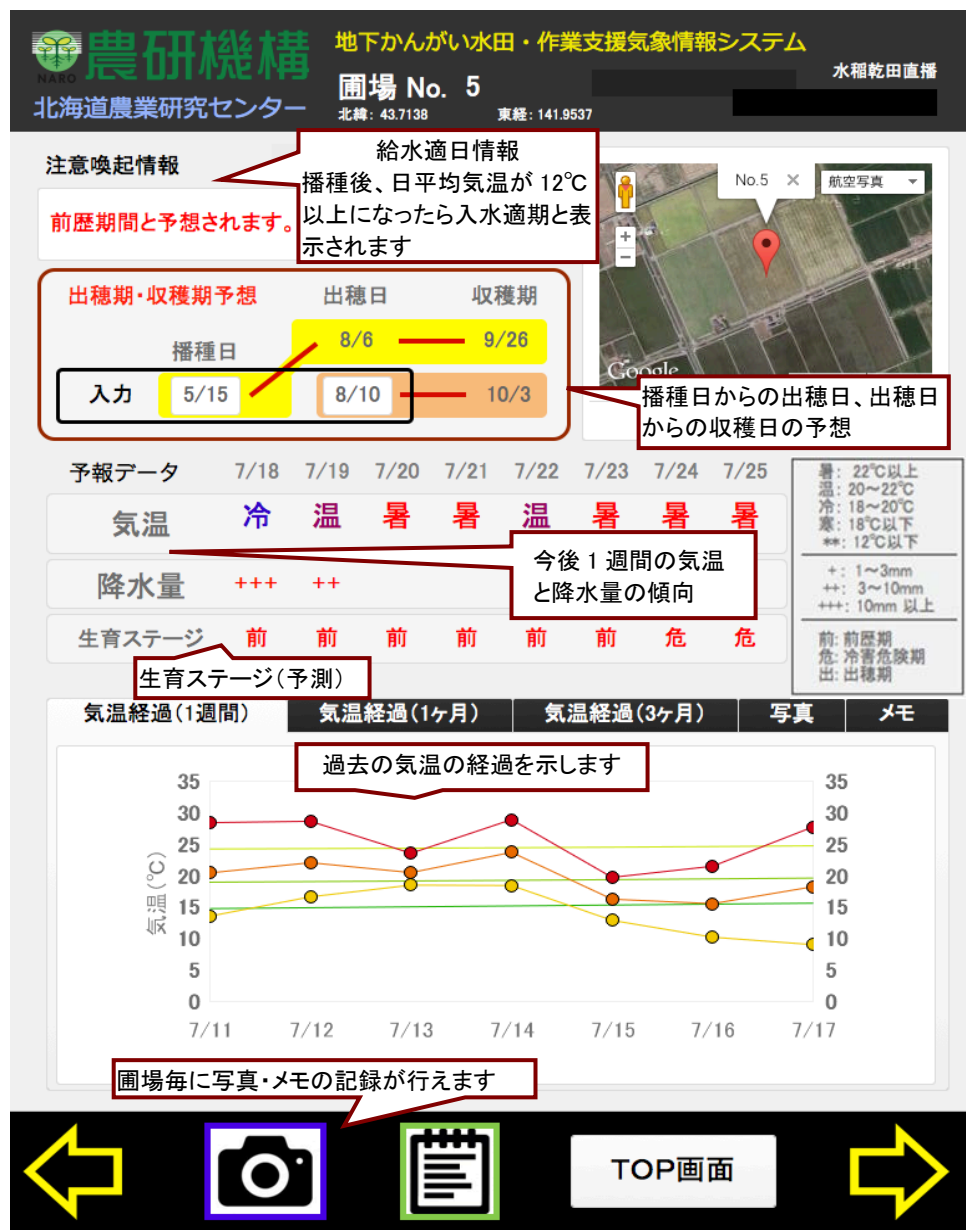 地下かんがい水田・作業支援気象情報システム
農研機構
NARO
北海道農業研究センター
圃場 No. 5
水稲乾田直播
北緯: 43.7138 東経: 141.9537
注意喚起情報
前歴期間と予想されます。
給水適日情報
播種後、日平均気温が 12℃
以上になったら入水適期と表
示されます
No.5 ×
航空写真
+
−
Google
出穂期・収穫期予想 出穂日 収穫期
8/6 9/26
播種日
入力 5/15 8/10 10/3
播種日からの出穂日、出穂日
からの収穫日の予想
予報データ 7/18 7/19 7/20 7/21 7/22 7/23 7/24 7/25
気温 冷 温 暑 暑 温 暑 暑 暑
降水量 +++ ++
生育ステージ 前 前 前 前 前 前 危 危
今後 1 週間の気温
と降水量の傾向
生育ステージ(予測)
暑: 22℃以上
温: 20～22℃
冷: 18～20℃
寒: 18℃以下
**: 12℃以下
+: 1～3mm
++: 3～10mm
+++: 10mm 以上
前: 前歴期
危: 冷害危険期
出: 出穂期
気温経過(1週間) 気温経過(1ヶ月) 気温経過(3ヶ月) 写真 メモ
過去の気温の経過を示します
気温(℃)
35 35
30 30
25 25
20 20
15 15
10 10
5 5
0 0
7/11 7/12 7/13 7/14 7/15 7/16 7/17
圃場毎に写真・メモの記録が行えます
TOP画面